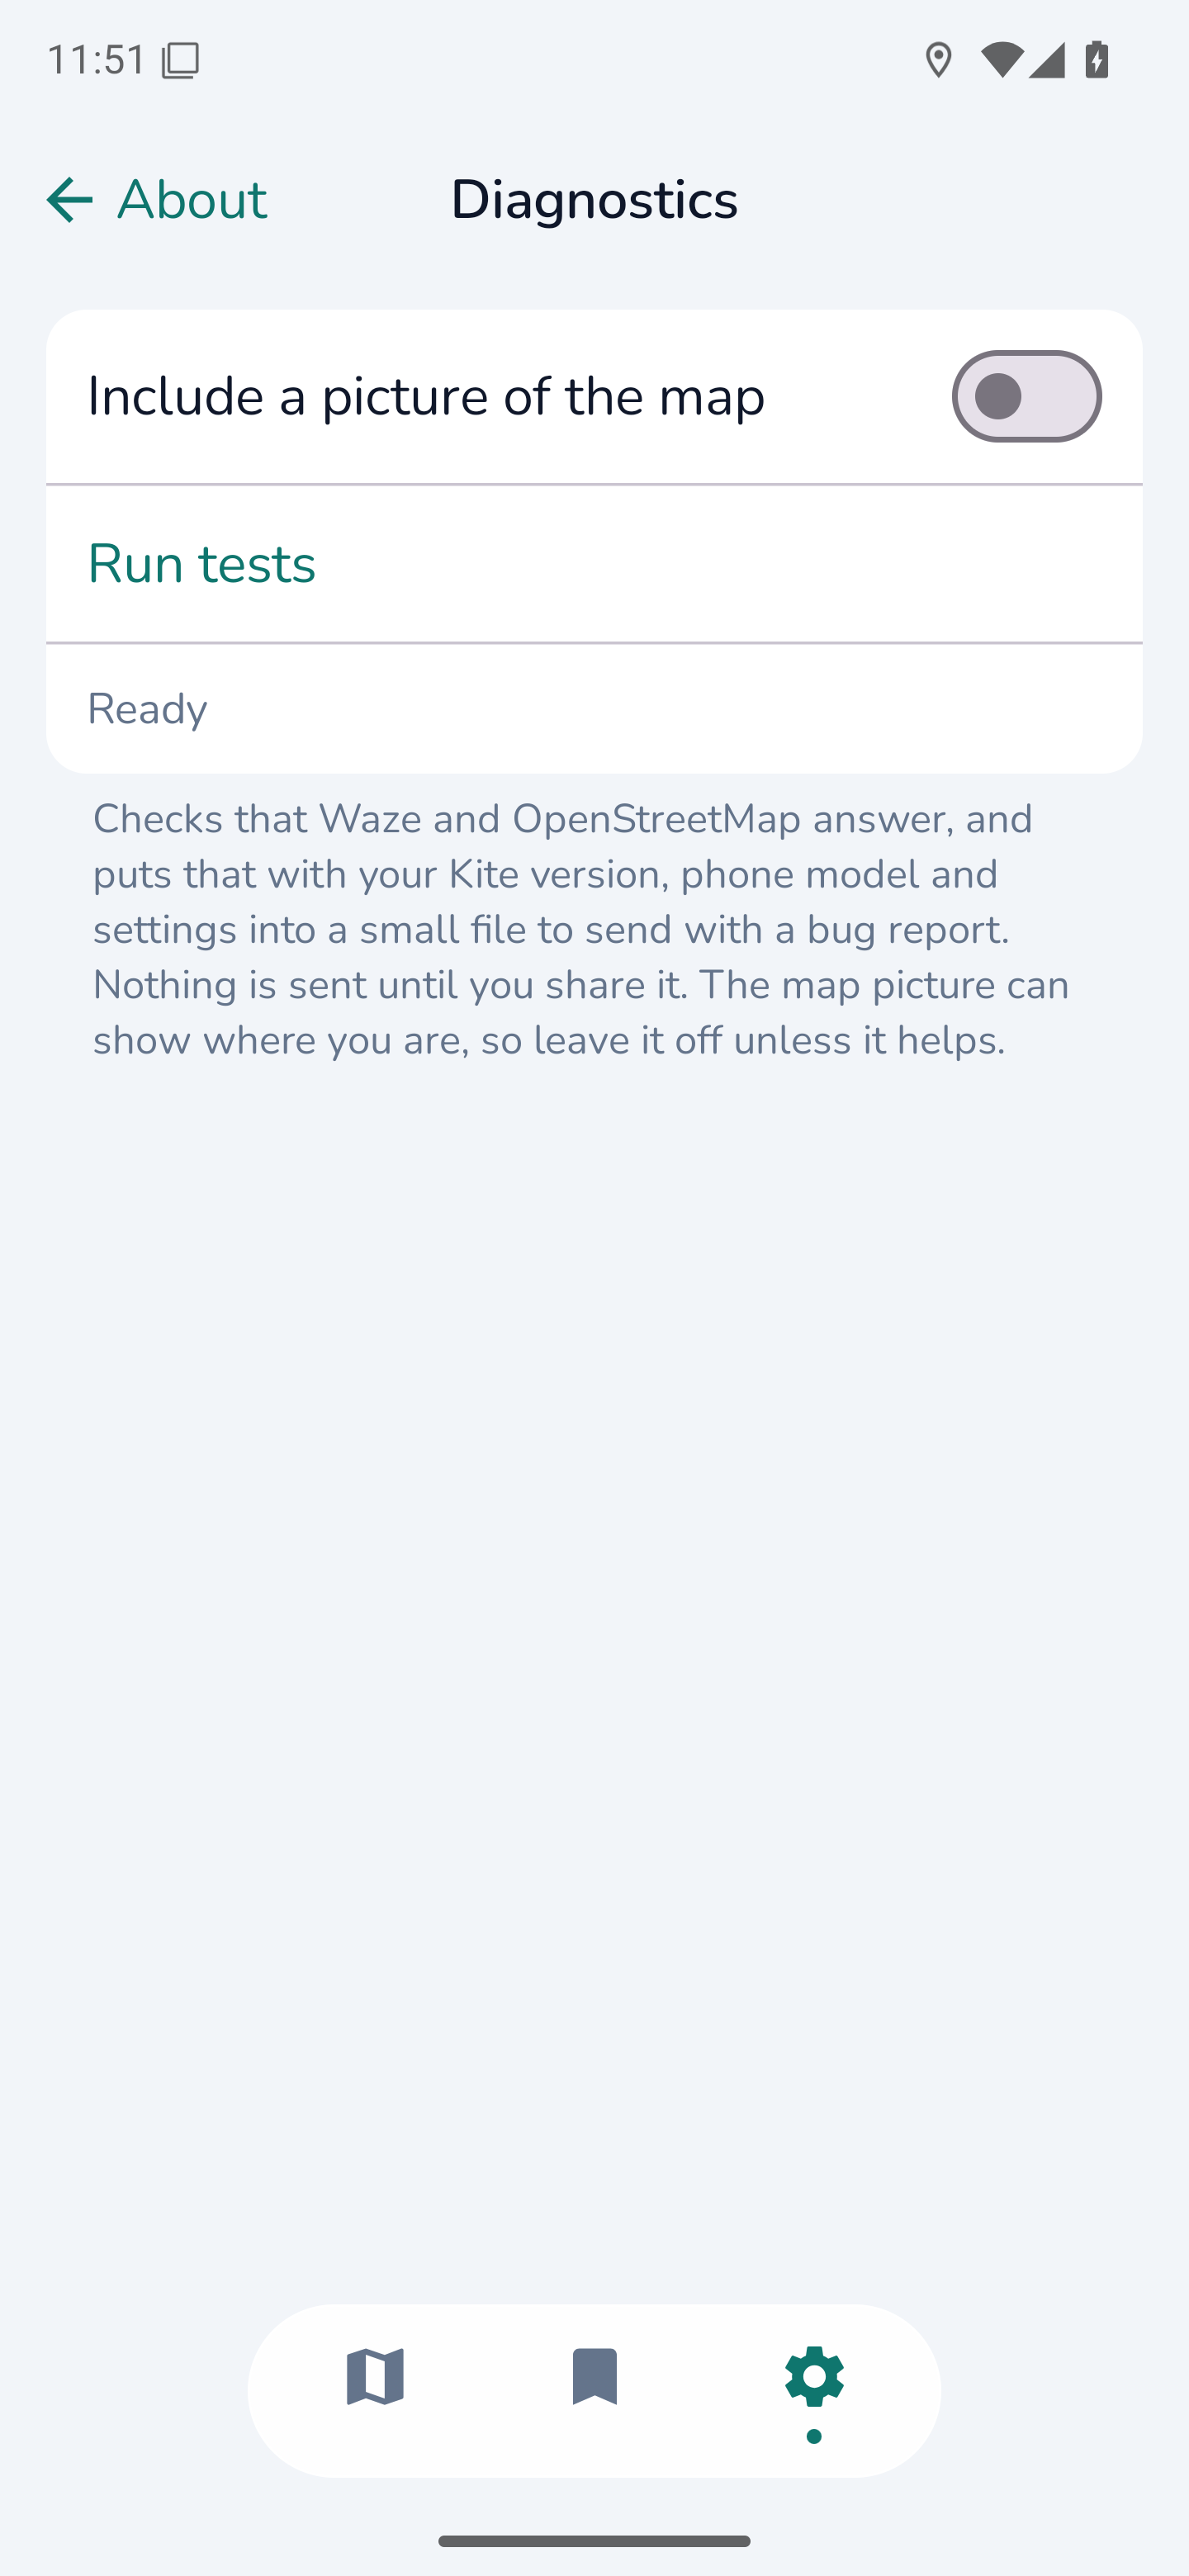 11:51
About
Diagnostics
Include a picture of the map
Run tests
Ready
Checks that Waze and OpenStreetMap answer, and
puts that with your Kite version, phone model and
settings into a small file to send with a bug report.
Nothing is sent until you share it. The map picture can
show where you are, so leave it off unless it helps.